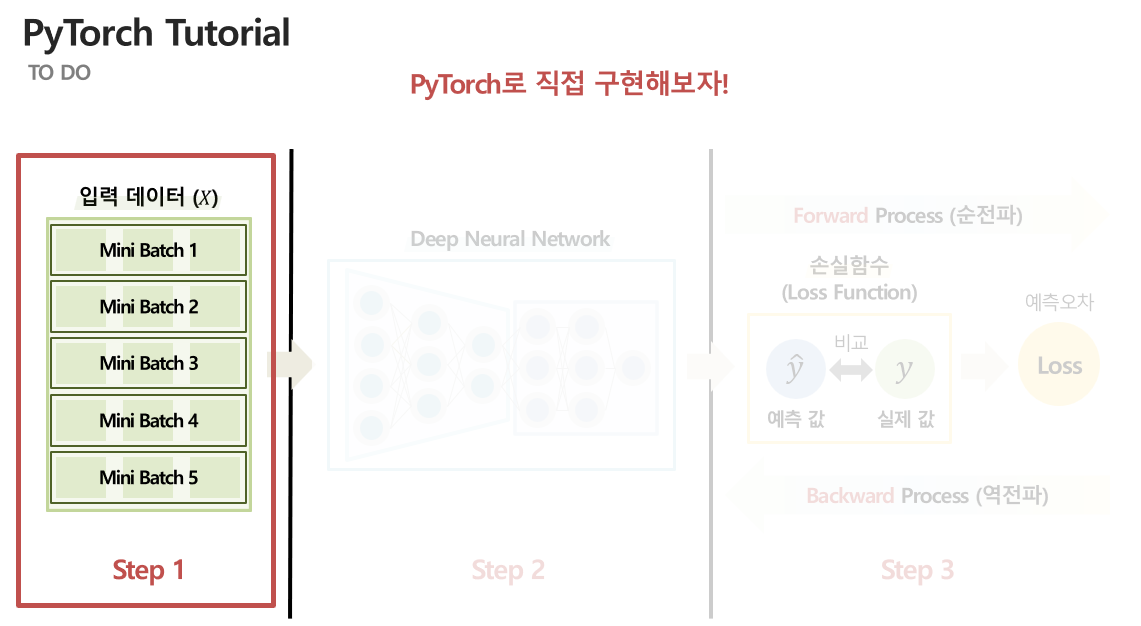 PyTorch Tutorial
TO DO
PyTorch로 직접 구현해보자!
입력 데이터 (X)
Mini Batch 1
Mini Batch 2
Mini Batch 3
Mini Batch 4
Mini Batch 5
Step 1
Deep Neural Network
Step 2
Forward Process (순전파)
손실함수
(Loss Function)
예측오차
비교
ŷ
y
Loss
예측 값
실제 값
Backward Process (역전파)
Step 3